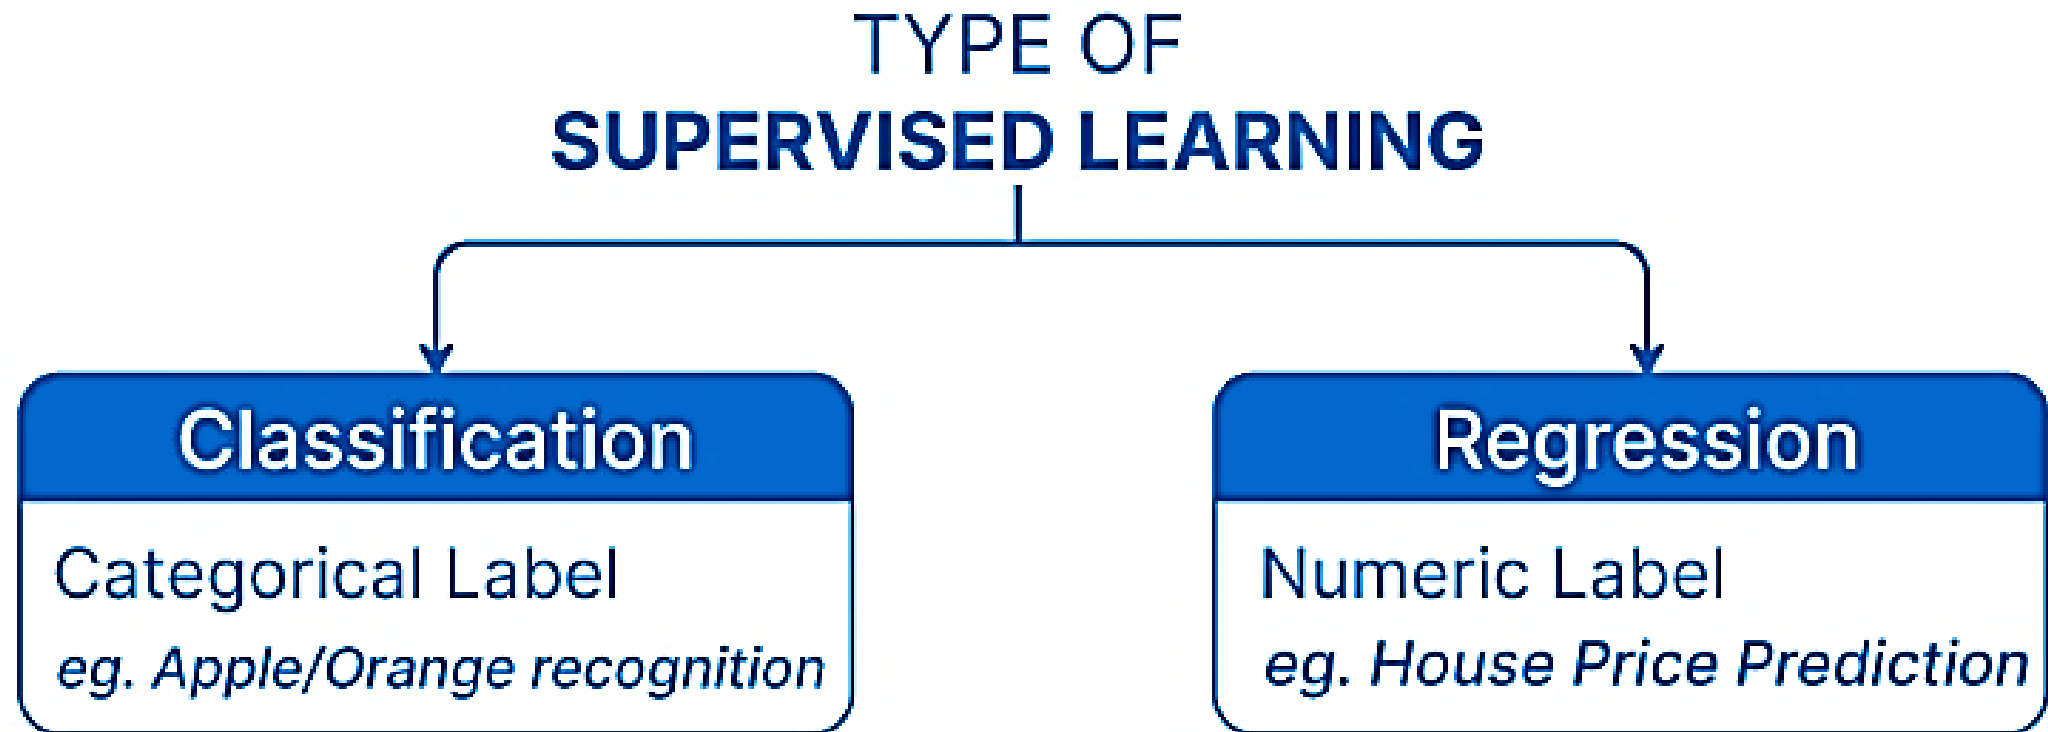 TYPE OF
SUPERVISED LEARNING
Classification
Categorical Label
eg. Apple/Orange recognition
Regression
Numeric Label
eg. House Price Prediction